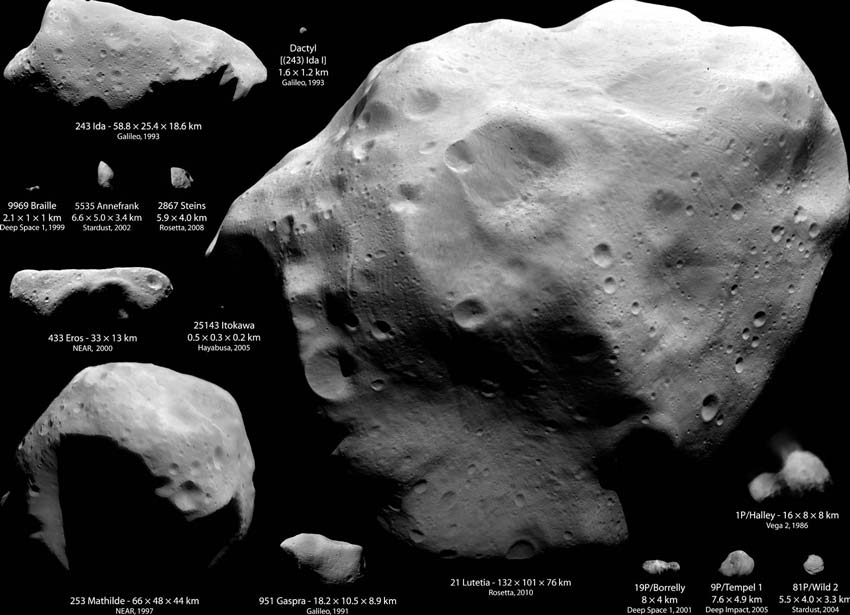 Dactyl
[(243) Ida I]
1.6 × 1.2 km
Galileo, 1993
243 Ida - 58.8 × 25.4 × 18.6 km
Galileo, 1993
9969 Braille
2.1 × 1 × 1 km
Deep Space 1, 1999
5535 Annefrank
6.6 × 5.0 × 3.4 km
Stardust, 2002
2867 Steins
5.9 × 4.0 km
Rosetta, 2008
25143 Itokawa
0.5 × 0.3 × 0.2 km
Hayabusa, 2005
433 Eros - 33 × 13 km
NEAR, 2000
1P/Halley - 16 × 8 × 8 km
Vega 2, 1986
253 Mathilde - 66 × 48 × 44 km
NEAR, 1997
951 Gaspra - 18.2 × 10.5 × 8.9 km
Galileo, 1991
21 Lutetia - 132 × 101 × 76 km
Rosetta, 2010
19P/Borrelly
8 × 4 km
Deep Space 1, 2001
9P/Tempel 1
7.6 × 4.9 km
Deep Impact, 2005
81P/Wild 2
5.5 × 4.0 × 3.3 km
Stardust, 2004